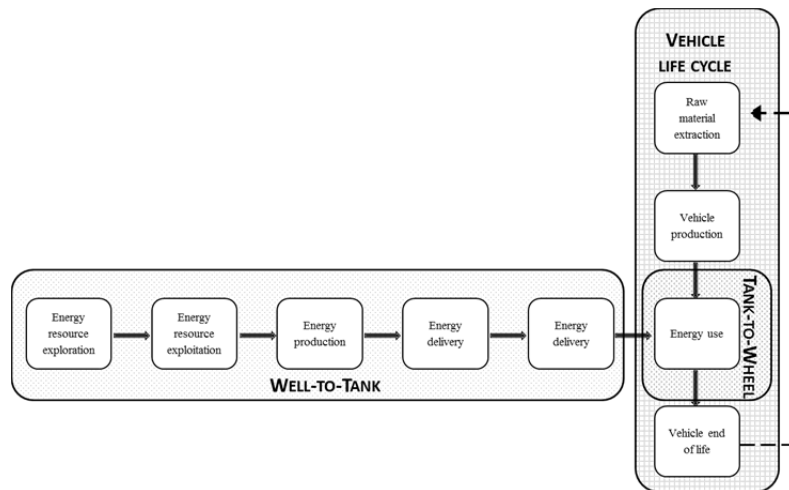 VEHICLE
LIFE CYCLE
Raw
material
extraction
Vehicle
production
Energy
resource
exploration
Energy
resource
exploitation
Energy
production
Energy
delivery
Energy
delivery
Energy use
TANK-TO-WHEEL
WELL-TO-TANK
Vehicle end
of life